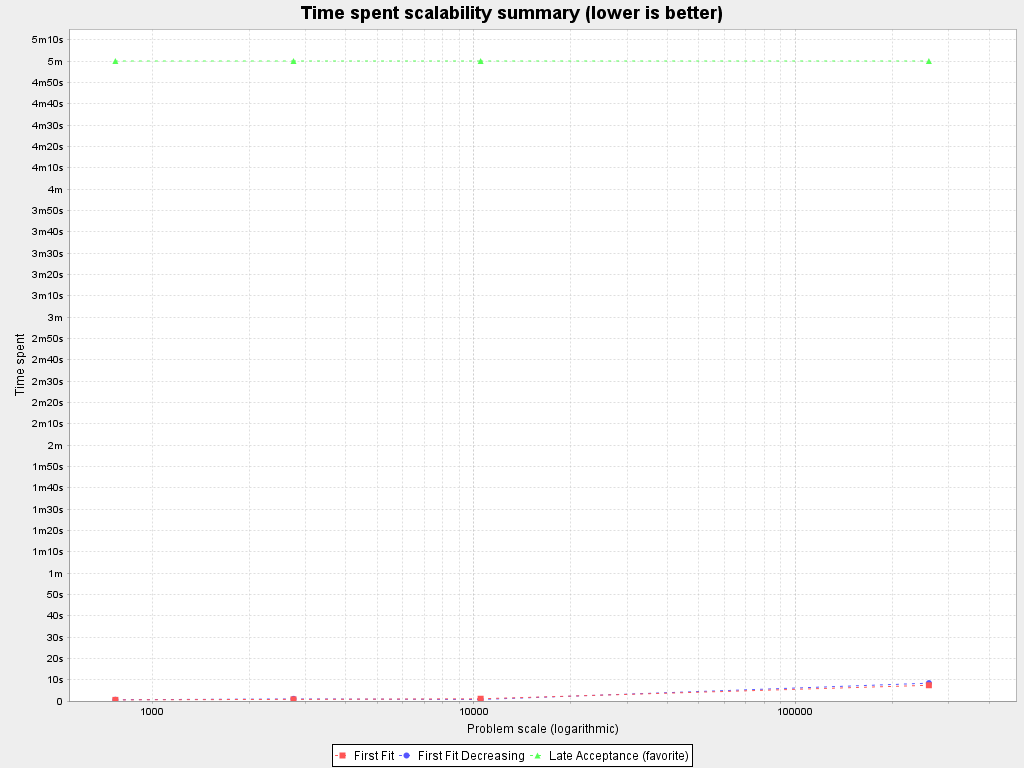 Time spent scalability summary (lower is better)
5m10s
5m
4m50s
4m40s
4m30s
4m20s
4m10s
4m
3m50s
3m40s
3m30s
3m20s
3m10s
3m
2m50s
2m40s
2m30s
2m20s
2m10s
2m
1m50s
1m40s
1m30s
1m20s
1m10s
1m
50s
40s
30s
20s
10s
0
Time spent
1000 10000 100000
Problem scale (logarithmic)
First Fit First Fit Decreasing Late Acceptance (favorite)